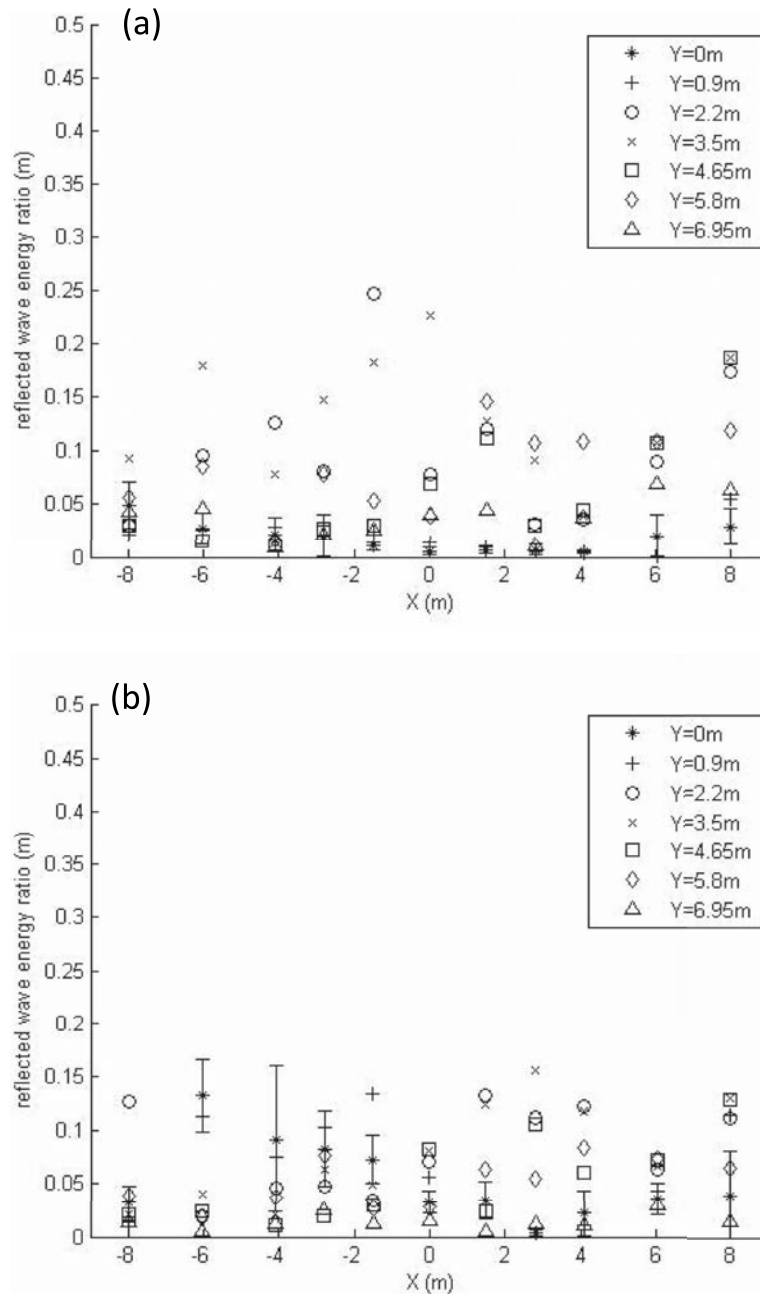 (a)
0.5
0.45
0.4
0.35
0.3
0.25
0.2
0.15
0.1
0.05
0
reflected wave energy ratio (m)
-8 -6 -4 -2 0 2 4 6 8
X (m)
Y=0m
Y=0.9m
Y=2.2m
Y=3.5m
Y=4.65m
Y=5.8m
Y=6.95m
(b)
0.5
0.45
0.4
0.35
0.3
0.25
0.2
0.15
0.1
0.05
0
reflected wave energy ratio (m)
-8 -6 -4 -2 0 2 4 6 8
X (m)
Y=0m
Y=0.9m
Y=2.2m
Y=3.5m
Y=4.65m
Y=5.8m
Y=6.95m